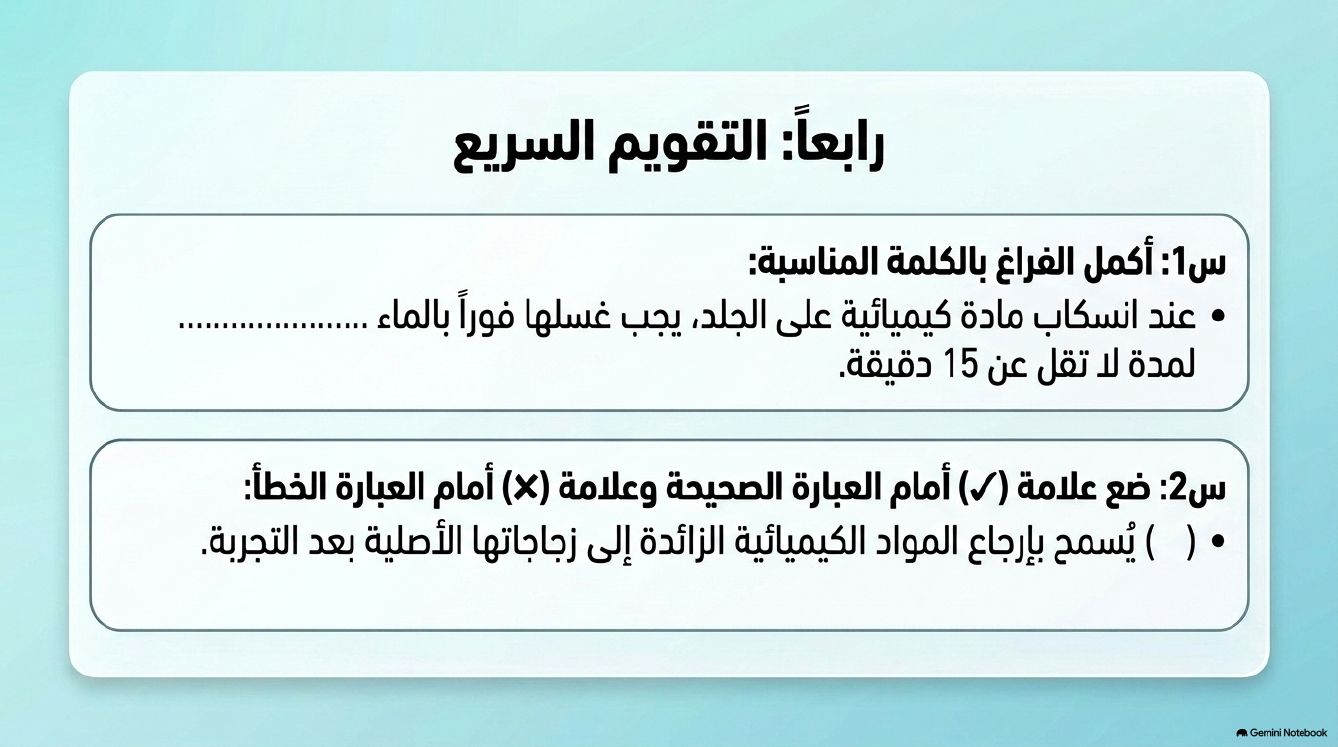 رابعاً: التقويم السريع
س1: أكمل الفراغ بالكلمة المناسبة:
• عند انسكاب مادة كيميائية على الجلد، يجب غسلها فوراً بالماء ......................
لمدة لا تقل عن 15 دقيقة.
س2: ضع علامة (✓) أمام العبارة الصحيحة وعلامة (✗) أمام العبارة الخطأ:
• (   ) يُسمح بإرجاع المواد الكيميائية الزائدة إلى زجاجاتها الأصلية بعد التجربة.
Gemini Notebook